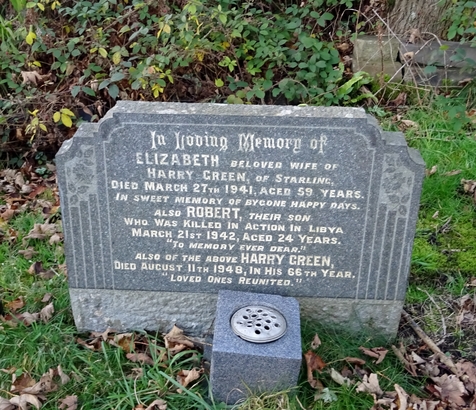 In Loving Memory of
ELIZABETH BELOVED WIFE OF
HARRY GREEN, OF STARLING,
DIED MARCH 27TH 1941, AGED 59 YEARS.
IN SWEET MEMORY OF BYGONE HAPPY DAYS.
ALSO ROBERT, THEIR SON
WHO WAS KILLED IN ACTION IN LIBYA
MARCH 21ST 1942, AGED 24 YEARS.
"TO MEMORY EVER DEAR."
ALSO OF THE ABOVE HARRY GREEN,
DIED AUGUST 11TH 1948, IN HIS 66TH YEAR.
"LOVED ONES REUNITED."